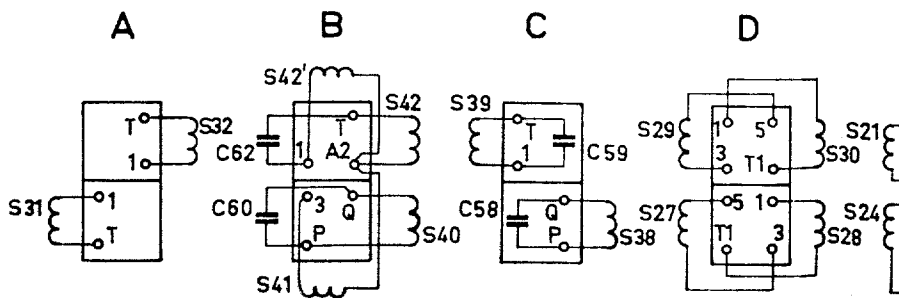 A B C D
S42'
S39
S42
T
S32
T
T
1 5
S29
S21
1
C62
1
A2
1
C59
3
T1
S30
S31
1
C60
3
Q
C58
Q
S27
5 1
S24
T
P
S40
P
S38
T1
3
S28
S41